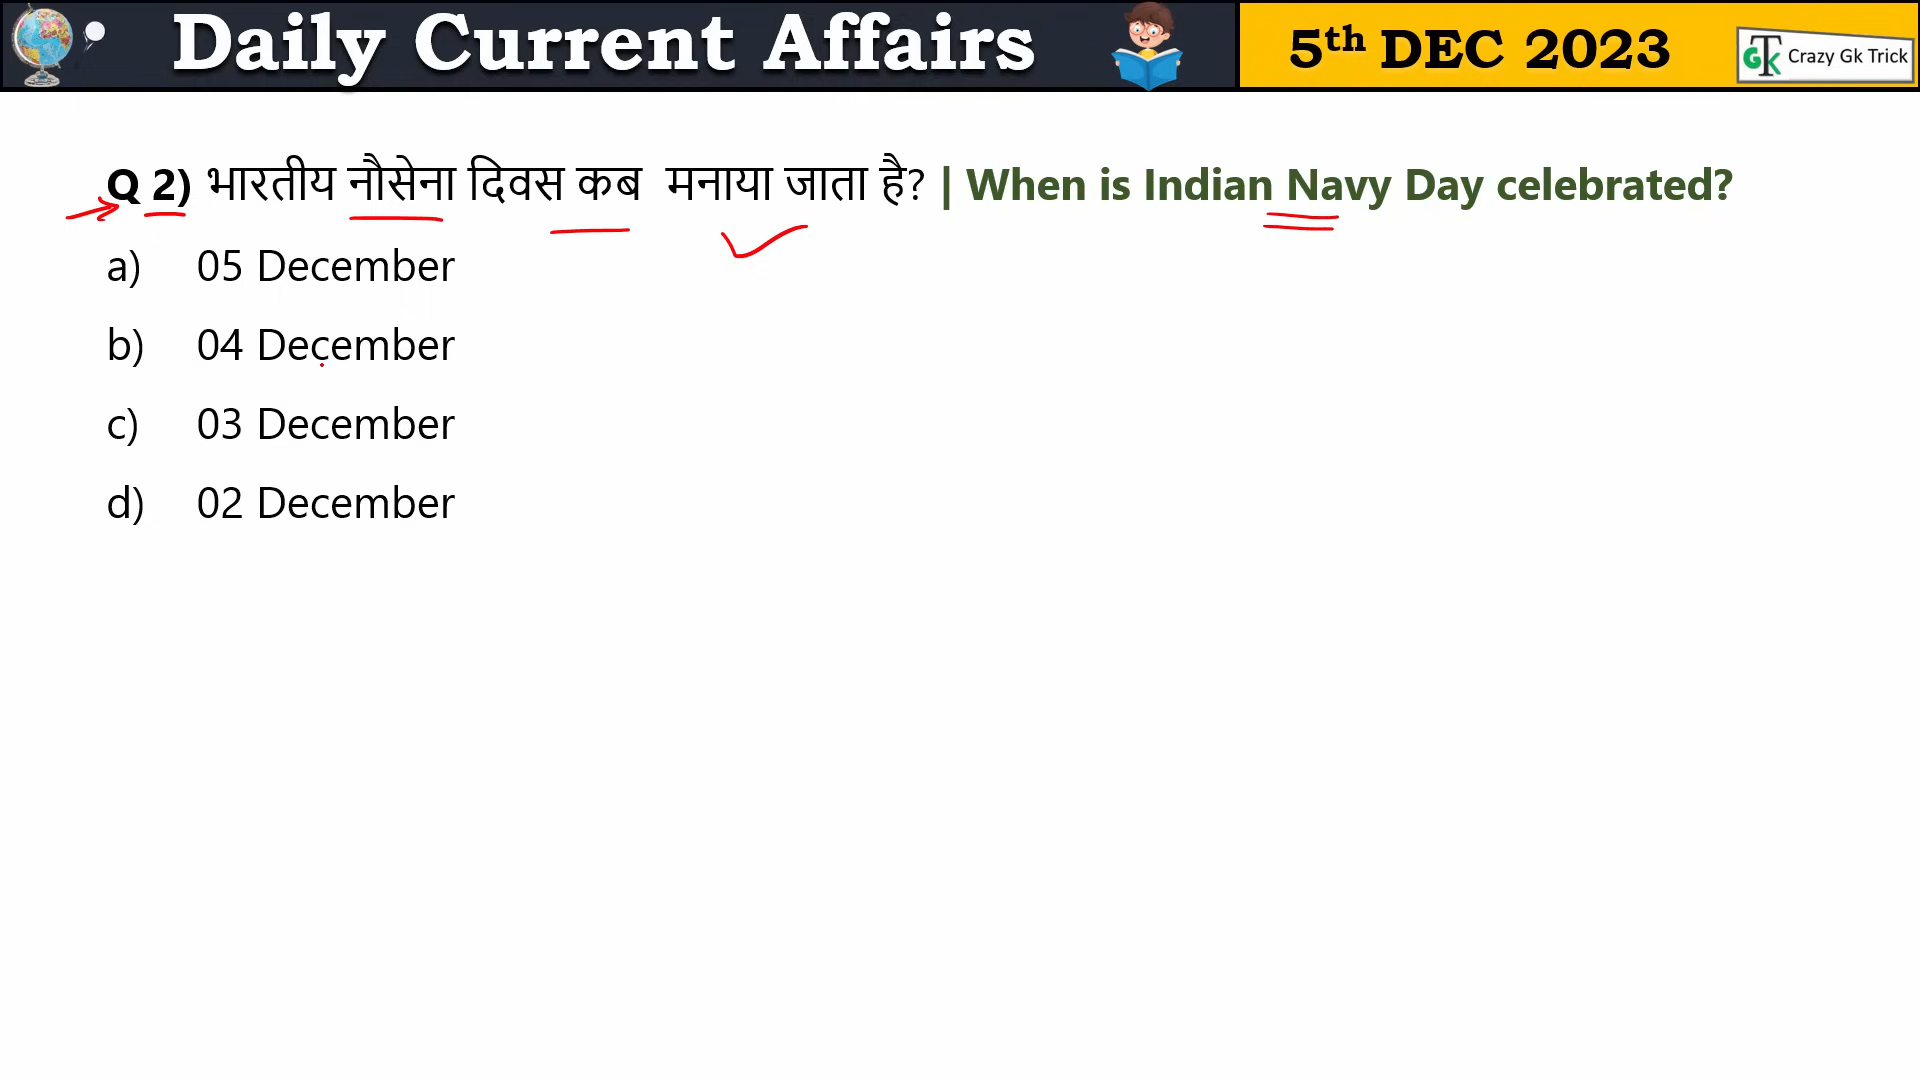 Daily Current Affairs
5th DEC 2023
GTK Crazy Gk Trick
Q 2) भारतीय नौसेना दिवस कब मनाया जाता है? | When is Indian Navy Day celebrated?
a) 05 December
b) 04 December
c) 03 December
d) 02 December